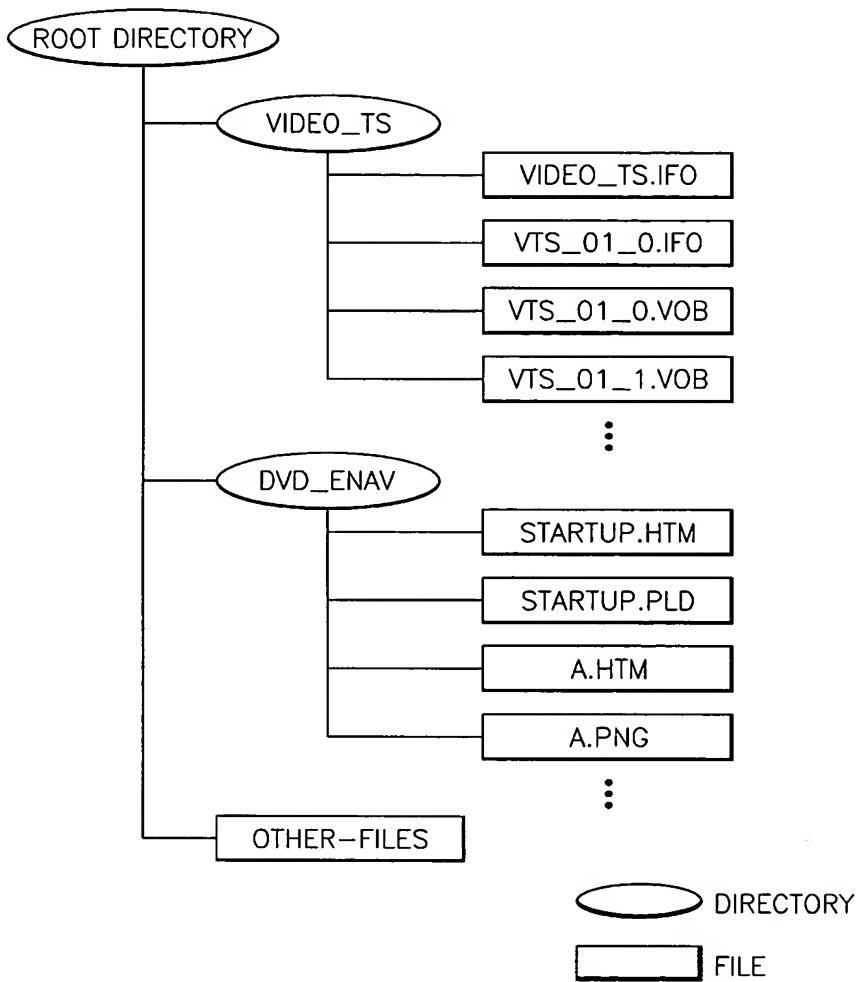 ROOT DIRECTORY
VIDEO_TS
VIDEO_TS.IFO
VTS_01_0.IFO
VTS_01_0.VOB
VTS_01_1.VOB
DVD_ENAV
STARTUP.HTM
STARTUP.PLD
A.HTM
A.PNG
OTHER-FILES
DIRECTORY
FILE